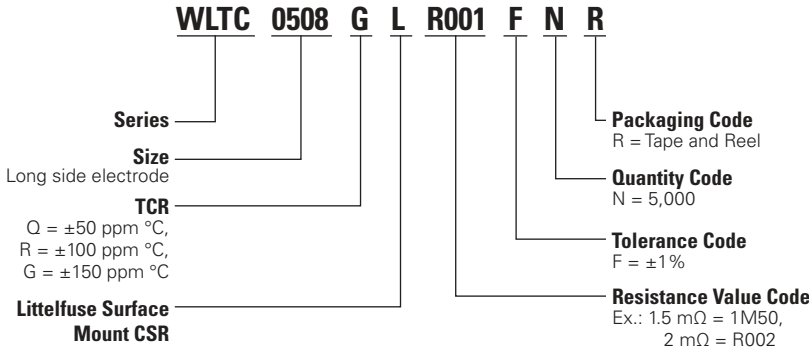 WLTC 0508 G L R001 F N R
Series
Size
Long side electrode
TCR
Q = ±50 ppm °C,
R = ±100 ppm °C,
G = ±150 ppm °C
Littelfuse Surface
Mount CSR
Packaging Code
R = Tape and Reel
Quantity Code
N = 5,000
Tolerance Code
F = ±1%
Resistance Value Code
Ex.: 1.5 mΩ = 1M50,
2 mΩ = R002